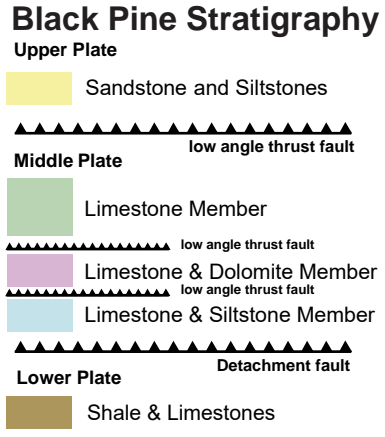 Black Pine Stratigraphy
Upper Plate
Sandstone and Siltstones
low angle thrust fault
Middle Plate
Limestone Member
low angle thrust fault
Limestone & Dolomite Member
low angle thrust fault
Limestone & Siltstone Member
Detachment fault
Lower Plate
Shale & Limestones